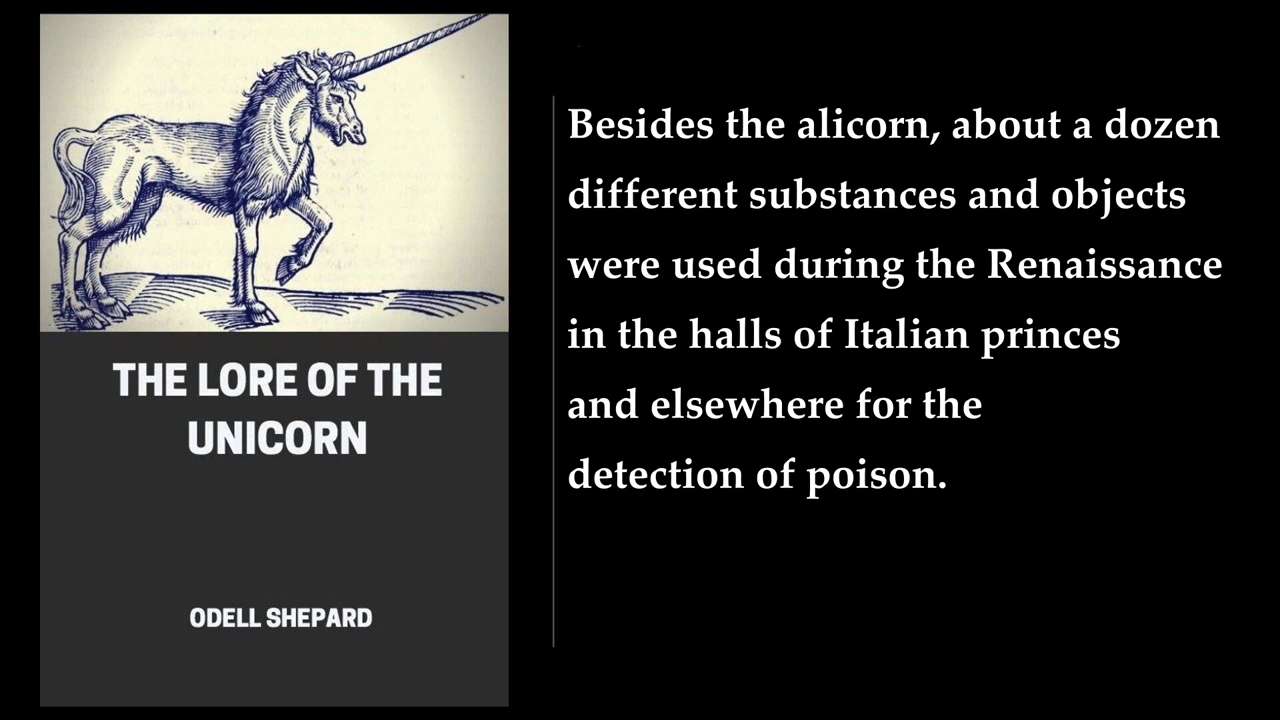 THE LORE OF THE
UNICORN
ODELL SHEPARD
Besides the alicorn, about a dozen
different substances and objects
were used during the Renaissance
in the halls of Italian princes
and elsewhere for the
detection of poison.